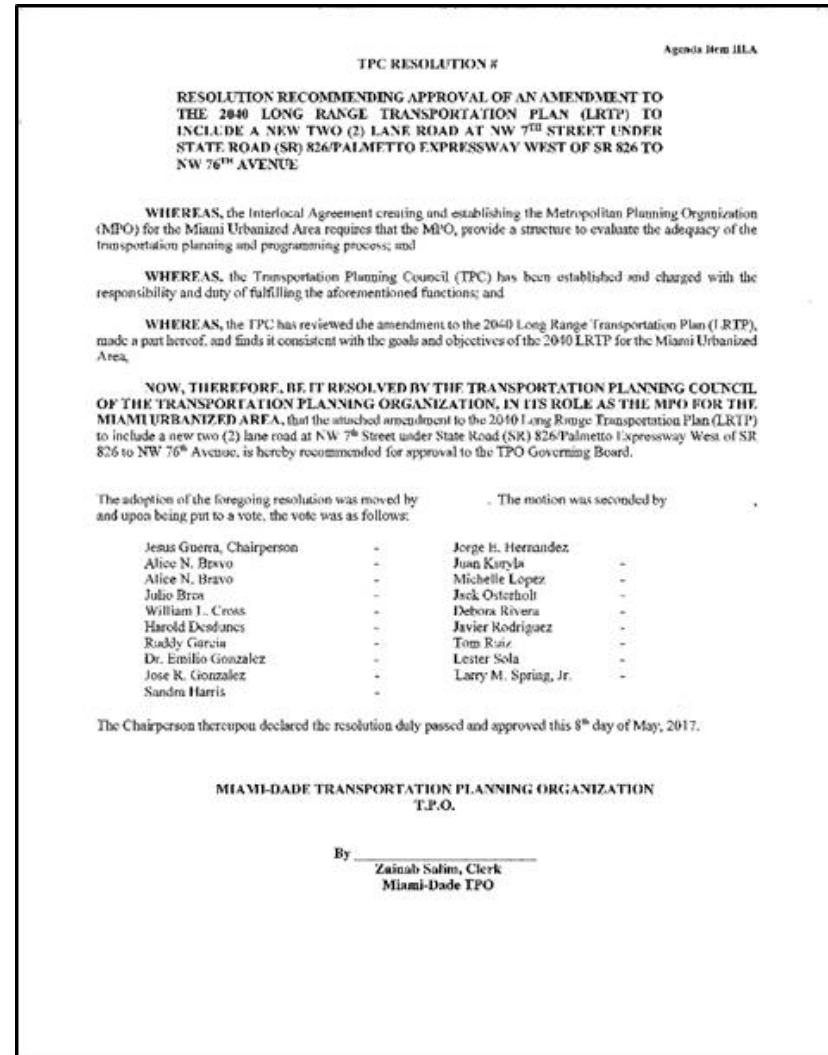 Agenda Item III.A
TPC RESOLUTION #
RESOLUTION RECOMMENDING APPROVAL OF AN AMENDMENT TO
THE 2040 LONG RANGE TRANSPORTATION PLAN (LRTP) TO
INCLUDE A NEW TWO (2) LANE ROAD AT NW 7TH STREET UNDER
STATE ROAD (SR) 826/PALMETTO EXPRESSWAY WEST OF SR 826 TO
NW 76TH AVENUE
WHEREAS, the Interlocal Agreement creating and establishing the Metropolitan Planning Organization
(MPO) for the Miami Urbanized Area requires that the MPO, provide a structure to evaluate the adequacy of the
transportation planning and programming process; and
WHEREAS, the Transportation Planning Council (TPC) has been established and charged with the
responsibility and duty of fulfilling the aforementioned functions; and
WHEREAS, the TPC has reviewed the amendment to the 2040 Long Range Transportation Plan (LRTP),
made a part hereof, and finds it consistent with the goals and objectives of the 2040 LRTP for the Miami Urbanized
Area,
NOW, THEREFORE, BE IT RESOLVED BY THE TRANSPORTATION PLANNING COUNCIL
OF THE TRANSPORTATION PLANNING ORGANIZATION, IN ITS ROLE AS THE MPO FOR THE
MIAMI URBANIZED AREA, that the attached amendment to the 2040 Long Range Transportation Plan (LRTP)
to include a new two (2) lane road at NW 7th Street under State Road (SR) 826/Palmetto Expressway West of SR
826 to NW 76th Avenue, is hereby recommended for approval to the TPO Governing Board.
The adoption of the foregoing resolution was moved by . The motion was seconded by ,
and upon being put to a vote, the vote was as follows:
Jesus Guerra, Chairperson - Jorge E. Hernandez
Alice N. Bravo - Juan Kuryla -
Alice N. Bravo - Michelle Lopez -
Julio Brea - Jack Osterholt -
William L. Cross - Debora Rivera -
Harold Desdunes - Javier Rodriguez -
Ruddy Garcia - Tom Ruiz -
Dr. Emilio Gonzalez - Lester Sola -
Jose R. Gonzalez - Larry M. Spring, Jr. -
Sandra Harris -
The Chairperson thereupon declared the resolution duly passed and approved this 8th day of May, 2017.
MIAMI-DADE TRANSPORTATION PLANNING ORGANIZATION
T.P.O.
By
Zainab Salim, Clerk
Miami-Dade TPO